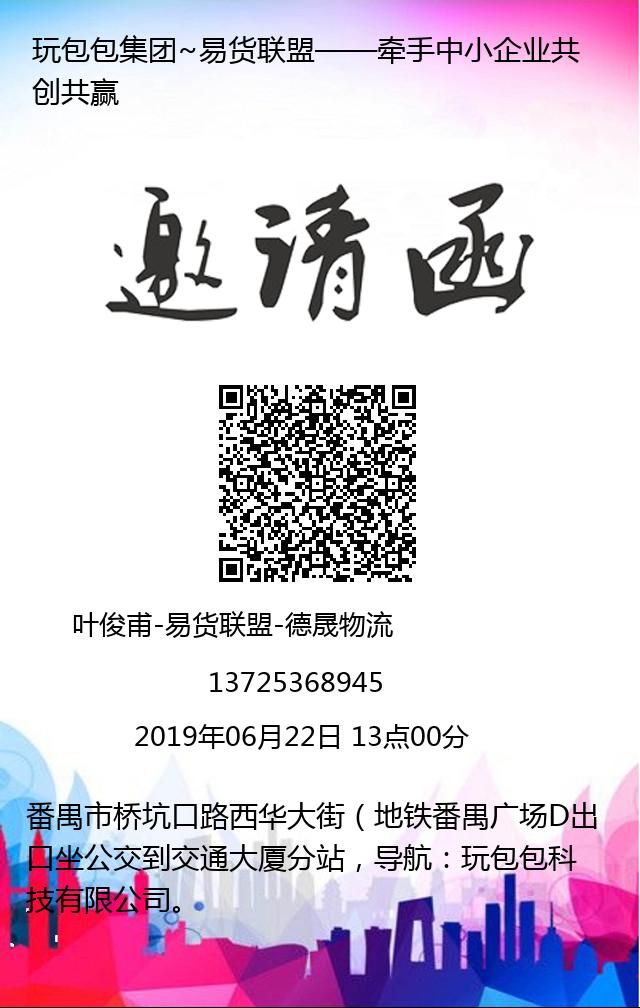 玩包包集团~易货联盟——牵手中小企业共
创共赢
邀请函
叶俊甫-易货联盟-德晟物流
13725368945
2019年06月22日 13点00分
番禺市桥坑口路西华大街（地铁番禺广场D出
口坐公交到交通大厦分站，导航：玩包包科
技有限公司。